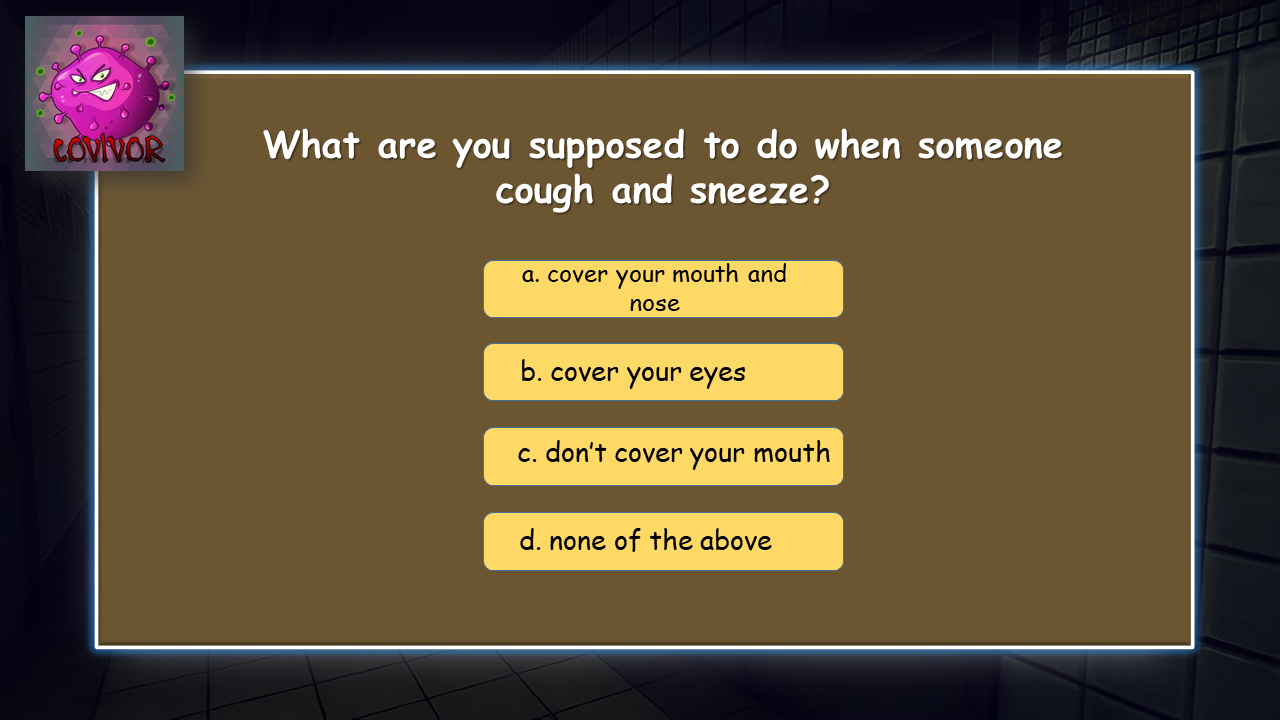 COVIVOR
What are you supposed to do when someone
cough and sneeze?
a. cover your mouth and
nose
b. cover your eyes
c. don’t cover your mouth
d. none of the above